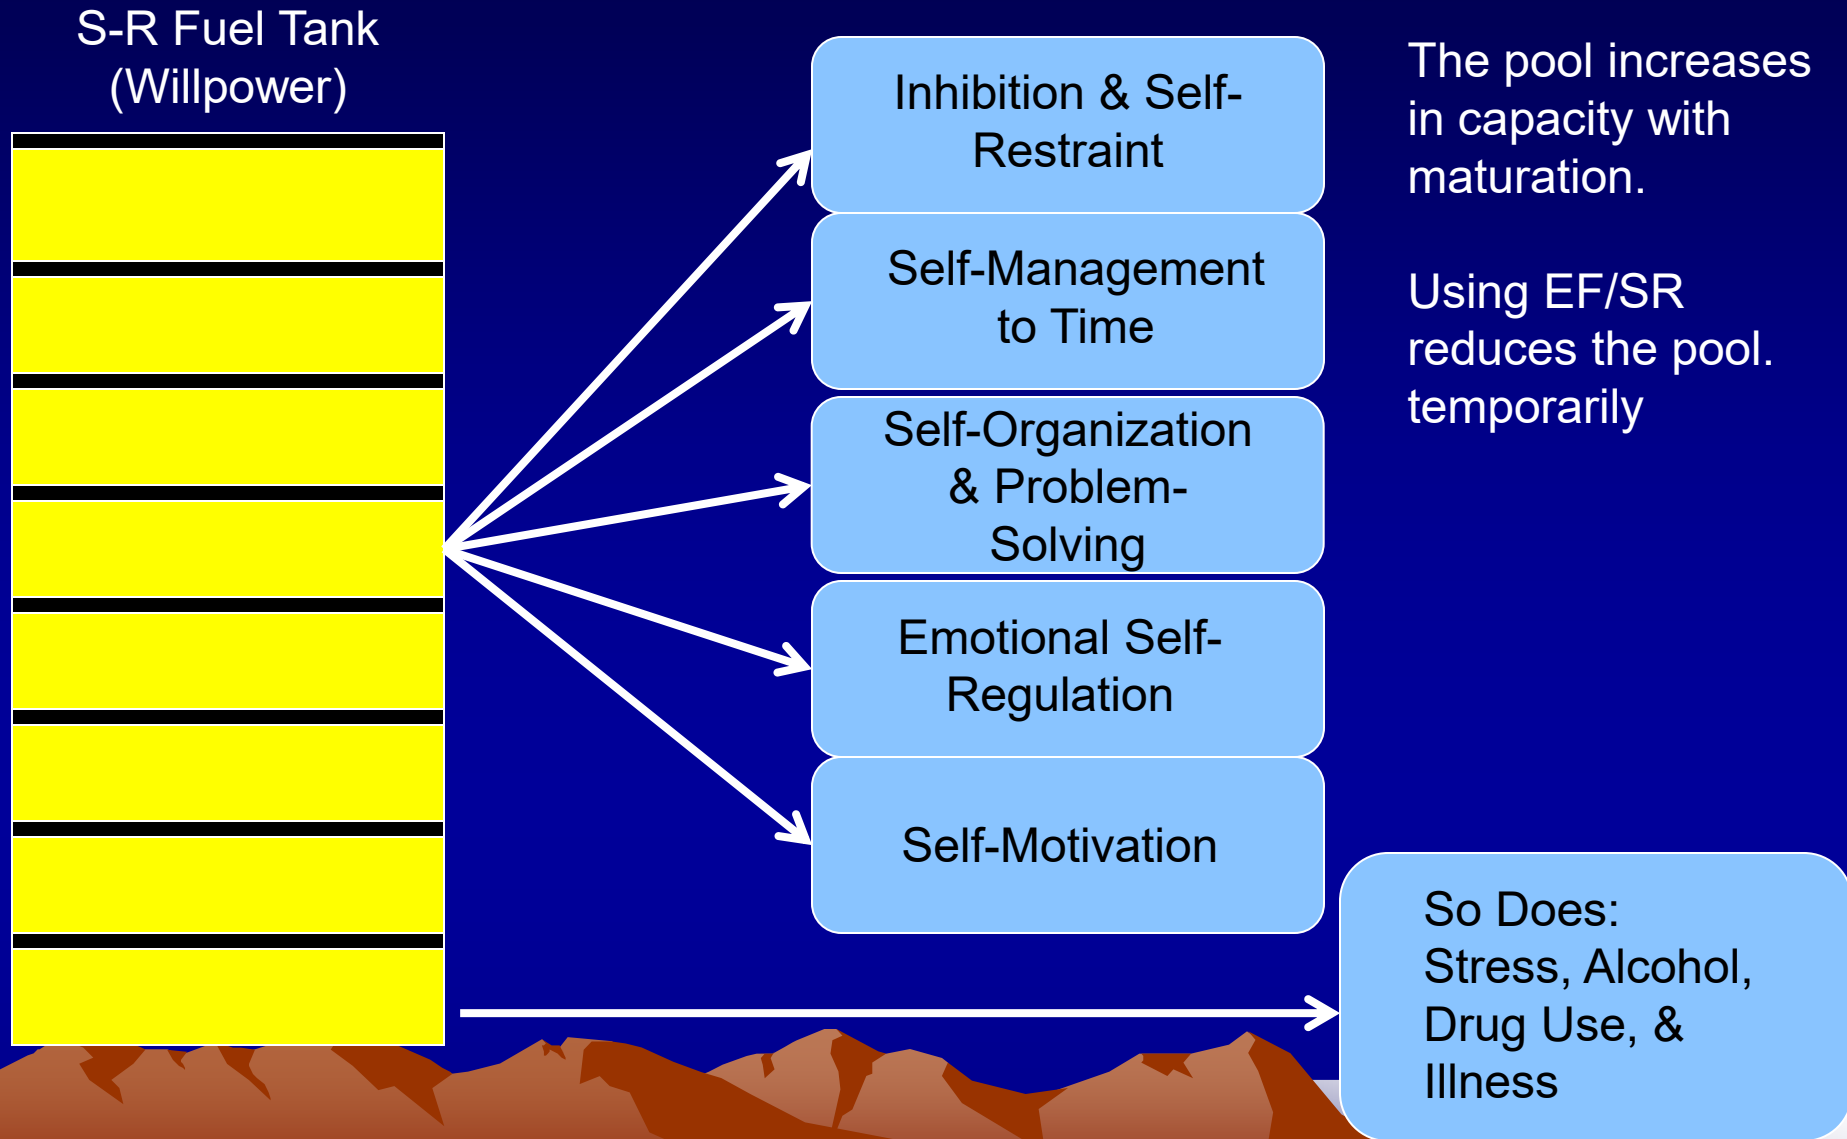 S-R Fuel Tank
(Willpower)
Inhibition & Self-
Restraint
Self-Management
to Time
Self-Organization
& Problem-
Solving
Emotional Self-
Regulation
Self-Motivation
The pool increases
in capacity with
maturation.
Using EF/SR
reduces the pool.
temporarily
So Does:
Stress, Alcohol,
Drug Use, &
Illness